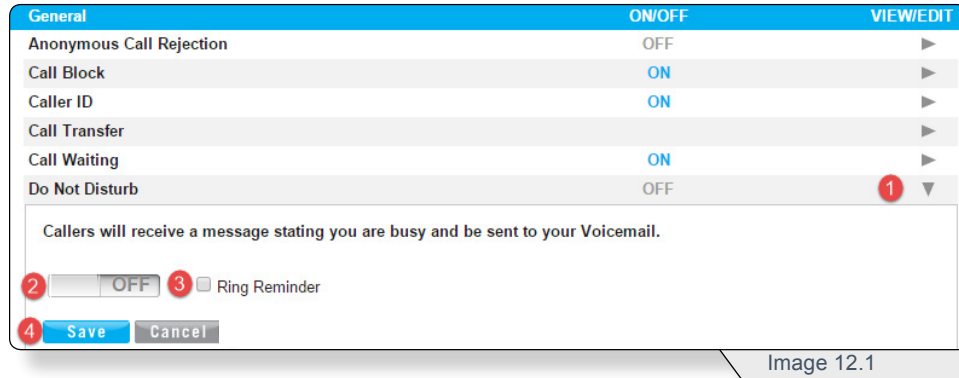 General ON/OFF VIEW/EDIT
Anonymous Call Rejection OFF
Call Block ON
Caller ID ON
Call Transfer
Call Waiting ON
Do Not Disturb OFF 1
Callers will receive a message stating you are busy and be sent to your Voicemail.
2 OFF 3 Ring Reminder
4 Save Cancel
Image 12.1